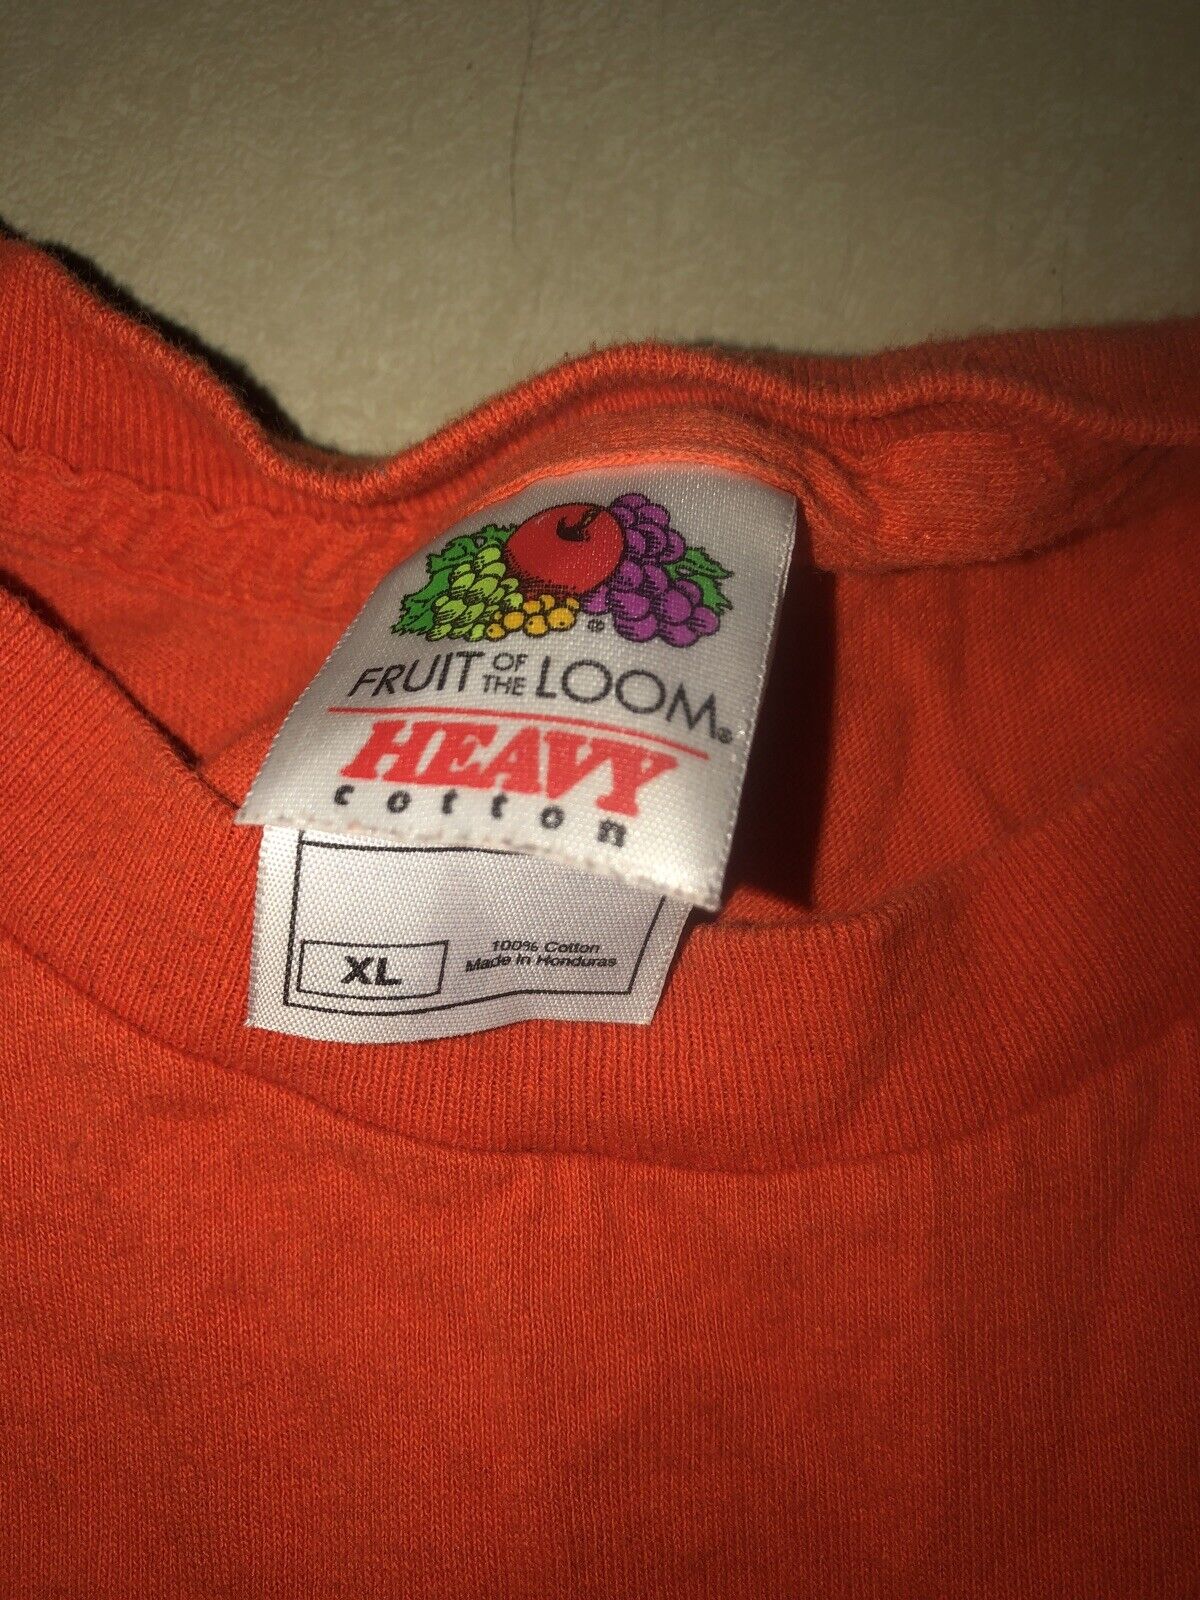 FRUIT OF THE LOOM®
HEAVY
cotton
XL
100% Cotton
Made in Honduras